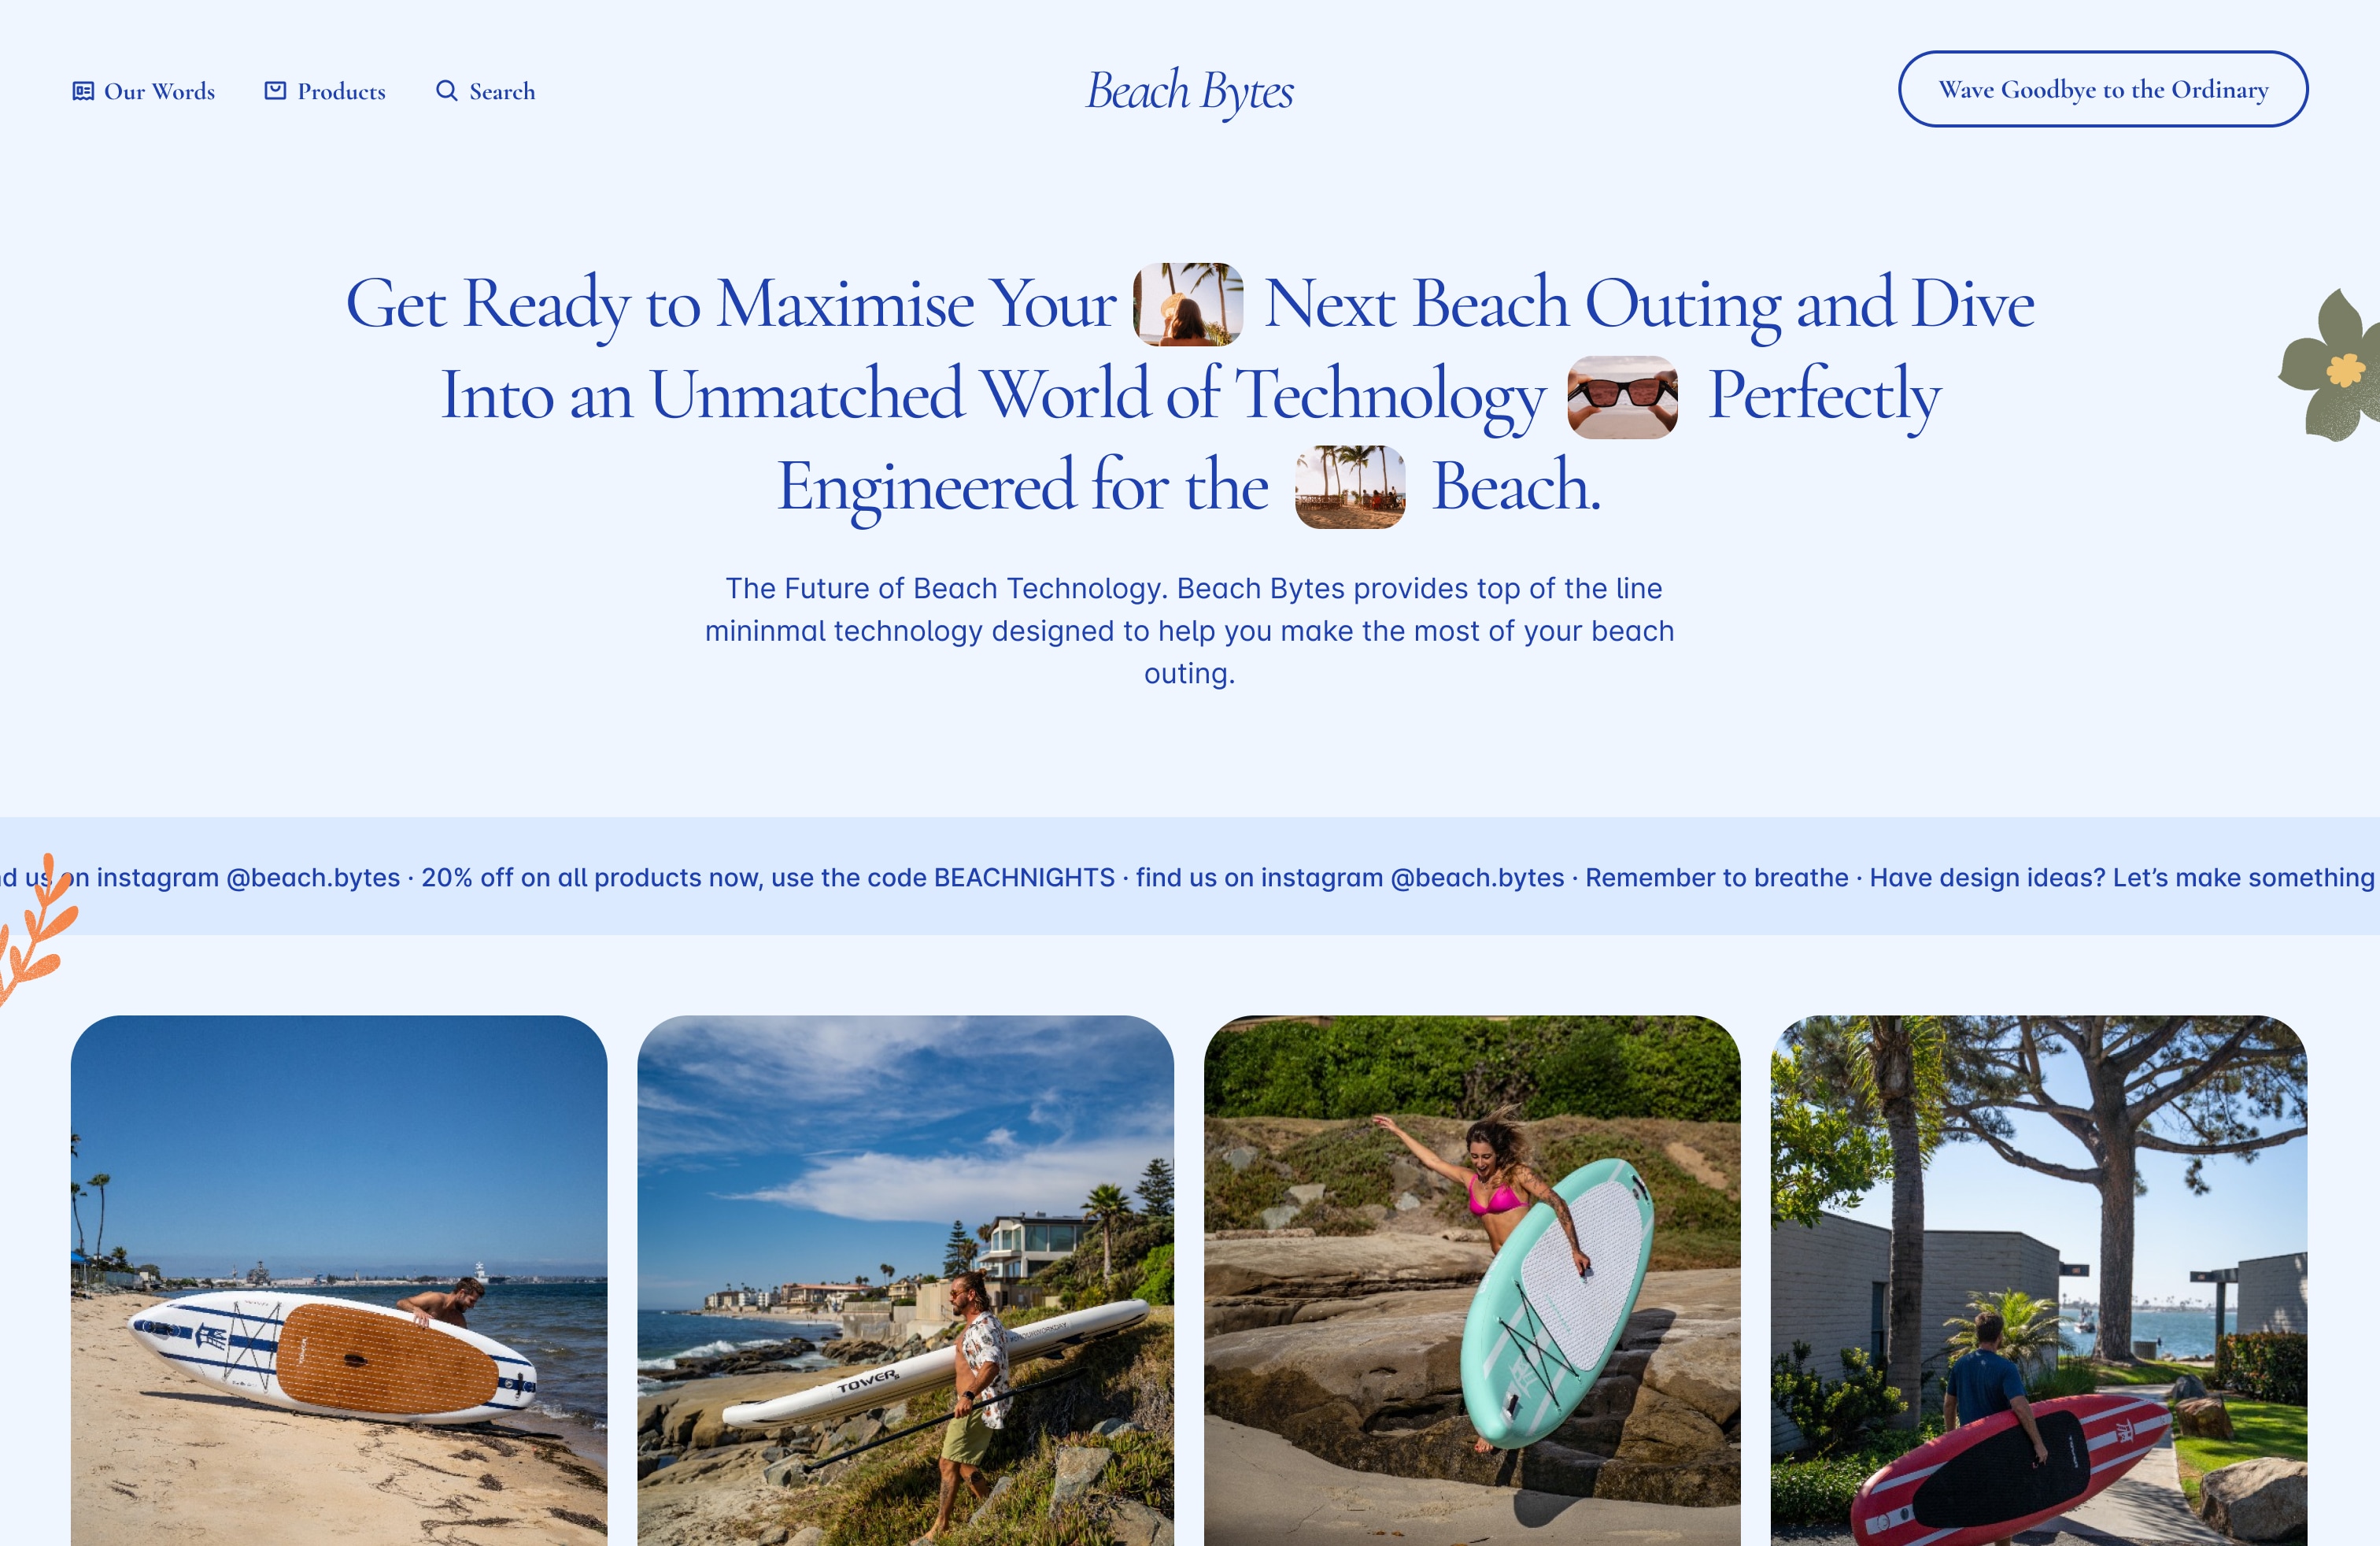 Our Words
Products
Search
Beach Bytes
Wave Goodbye to the Ordinary
Get Ready to Maximise Your Next Beach Outing and Dive
Into an Unmatched World of Technology Perfectly
Engineered for the Beach.
The Future of Beach Technology. Beach Bytes provides top of the line
mininmal technology designed to help you make the most of your beach
outing.
us on instagram @beach.bytes · 20% off on all products now, use the code BEACHNIGHTS · find us on instagram @beach.bytes · Remember to breathe · Have design ideas? Let's make something
TOWER